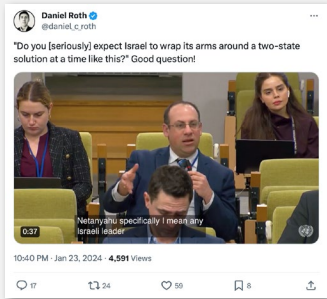 Daniel Roth
@daniel_c_roth
"Do you [seriously] expect Israel to wrap its arms around a two-state
solution at a time like this?" Good question!
Netanyahu specifically I mean any
Israeli leader
0:37
10:40 PM · Jan 23, 2024 · 4,591 Views
17 24 59 8